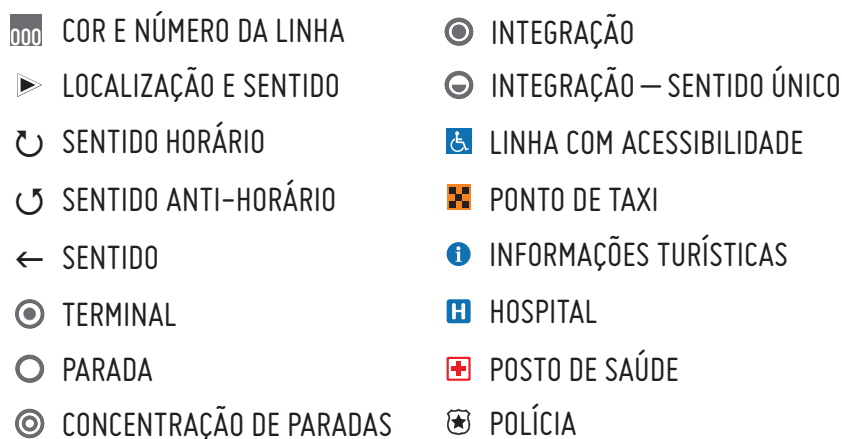 000 COR E NÚMERO DA LINHA
LOCALIZAÇÃO E SENTIDO
SENTIDO HORÁRIO
SENTIDO ANTI-HORÁRIO
SENTIDO
TERMINAL
PARADA
CONCENTRAÇÃO DE PARADAS
INTEGRAÇÃO
INTEGRAÇÃO — SENTIDO ÚNICO
LINHA COM ACESSIBILIDADE
PONTO DE TAXI
i INFORMAÇÕES TURÍSTICAS
H HOSPITAL
POSTO DE SAÚDE
POLÍCIA